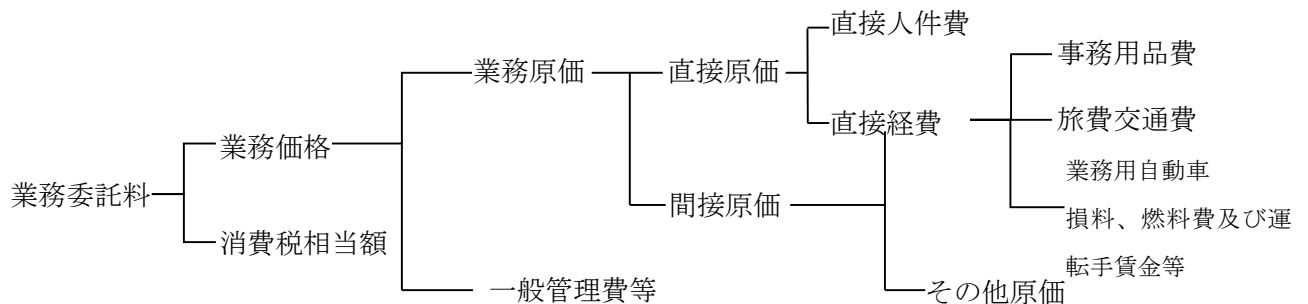 直接人件費
事務用品費
業務原価
直接原価
直接経費
旅費交通費
業務価格
業務用自動車
業務委託料
間接原価
損料、燃料費及び運
消費税相当額
転手賃金等
一般管理費等
その他原価